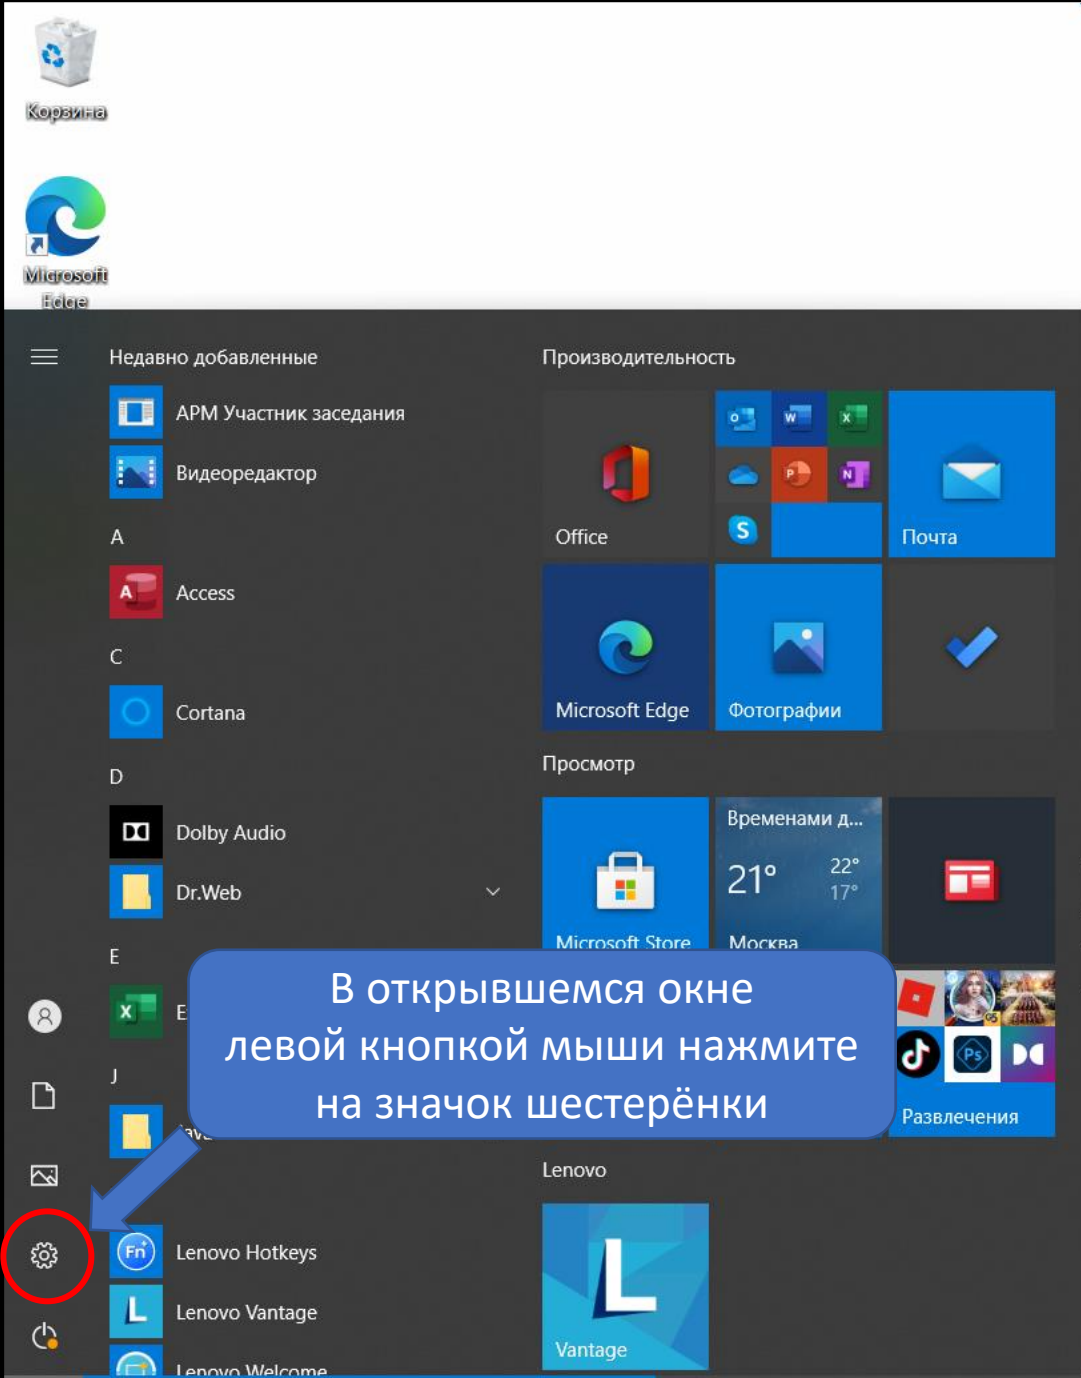 Корзина
Microsoft
Edge
Недавно добавленные
АРМ Участник заседания
Видеоредактор
A
Access
C
Cortana
D
Dolby Audio
Dr.Web
E
J
Lenovo Hotkeys
Lenovo Vantage
Lenovo Welcome
Производительность
Office
Почта
Microsoft Edge
Фотографии
Просмотр
Microsoft Store
Временами д...
21°
22°
17°
Москва
Развлечения
Lenovo
Vantage
В открывшемся окне
левой кнопкой мыши нажмите
на значок шестерёнки